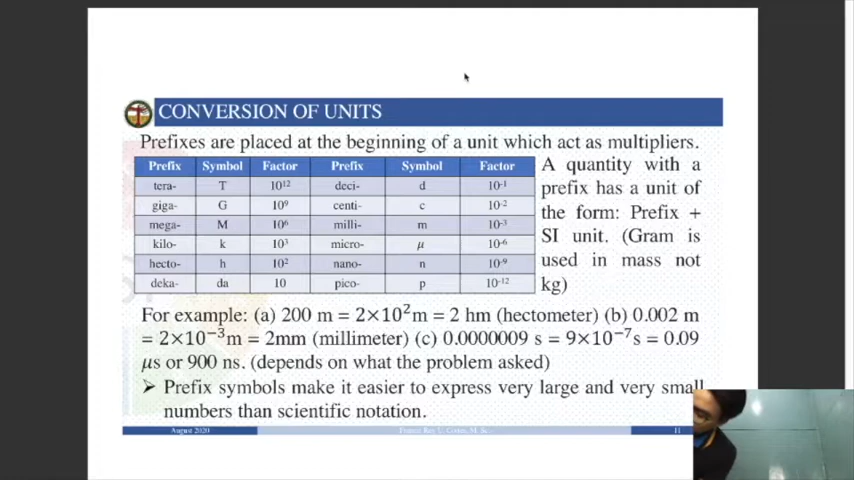 CONVERSION OF UNITS
Prefixes are placed at the beginning of a unit which act as multipliers.
Prefix Symbol Factor Prefix Symbol Factor
tera- T 10¹² deci- d 10⁻¹
giga- G 10⁹ centi- c 10⁻²
mega- M 10⁶ milli- m 10⁻³
kilo- k 10³ micro- μ 10⁻⁶
hecto- h 10² nano- n 10⁻⁹
deka- da 10 pico- p 10⁻¹²
A quantity with a
prefix has a unit of
the form: Prefix +
SI unit. (Gram is
used in mass not
kg)
For example: (a) 200 m = 2×10²m = 2 hm (hectometer) (b) 0.002 m
= 2×10⁻³m = 2mm (millimeter) (c) 0.0000009 s = 9×10⁻⁷s = 0.09
μs or 900 ns. (depends on what the problem asked)
➢ Prefix symbols make it easier to express very large and very small
numbers than scientific notation.
August 2020 11